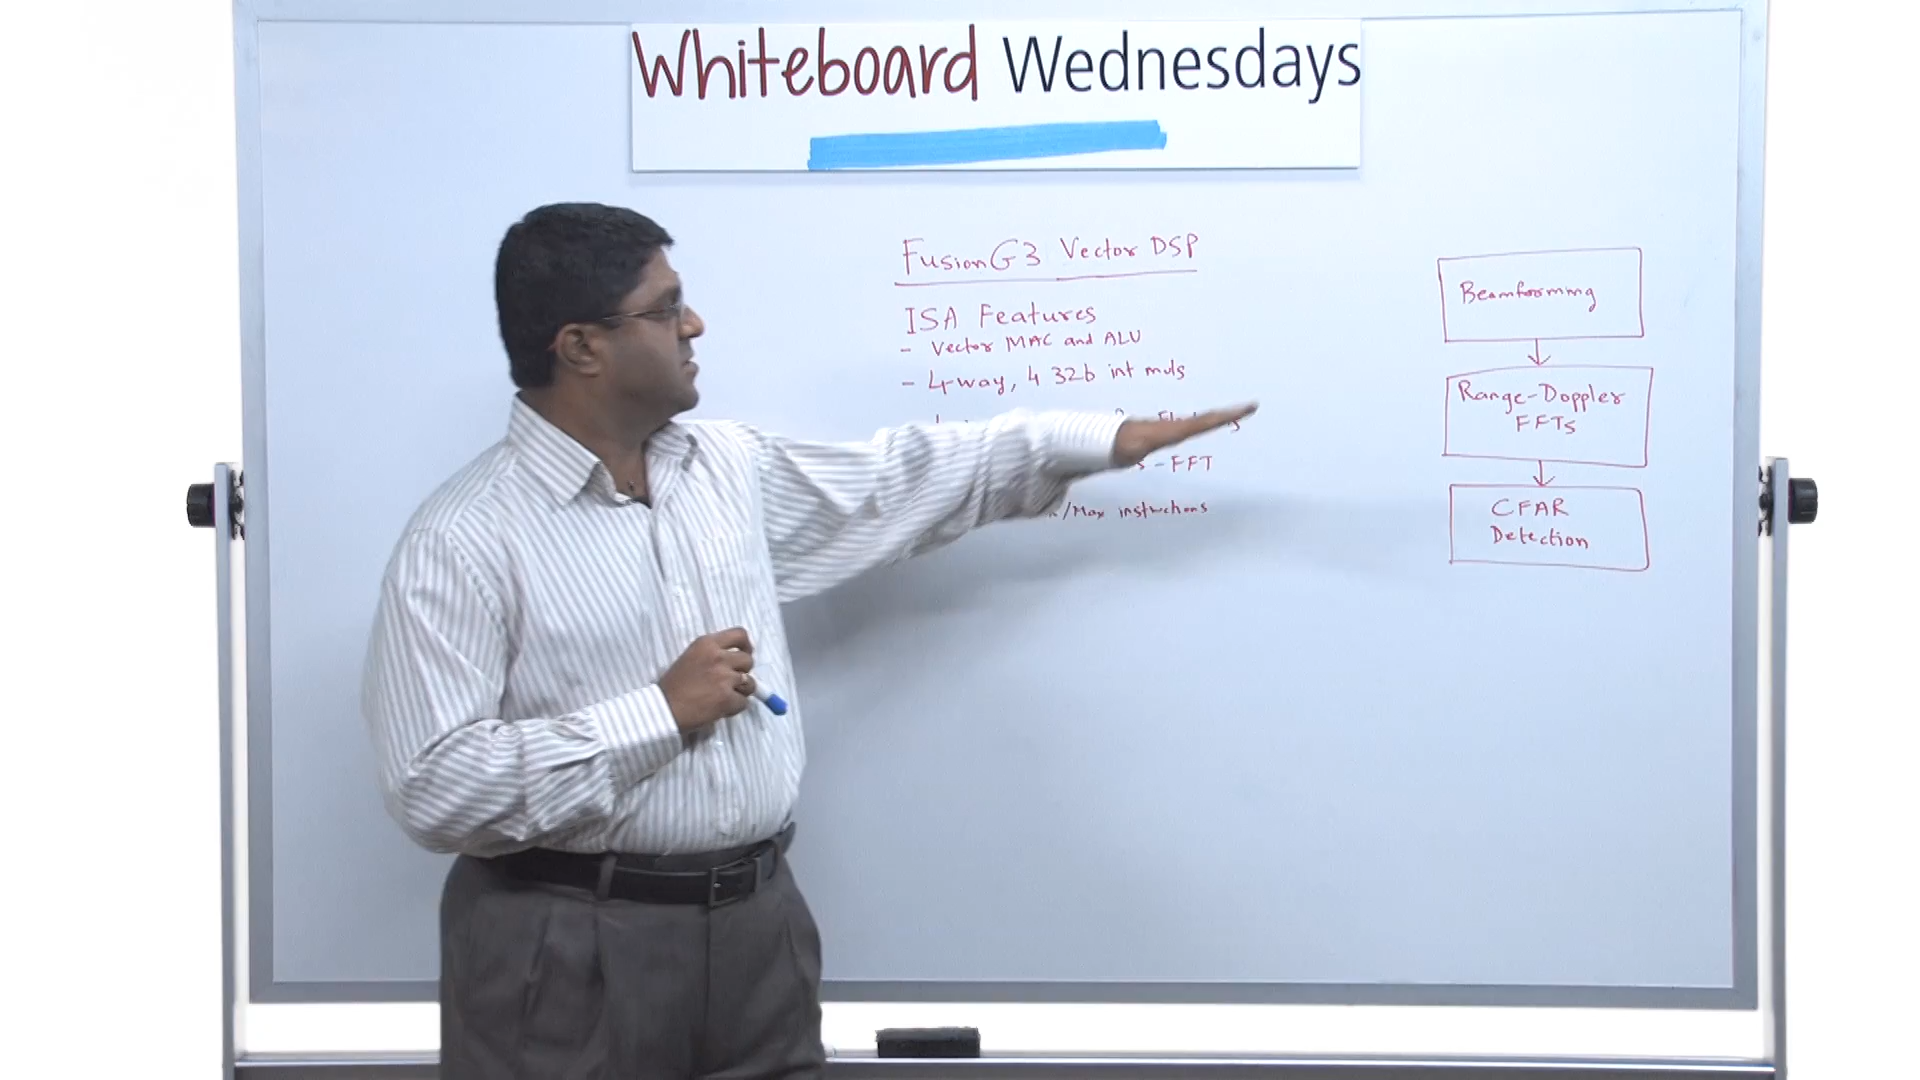 Whiteboard Wednesdays
FusionG3 Vector DSP
ISA Features
- Vector MAC and ALU
- 4-way, 4 32b int muls
- FFT
/Max instructions
Beamforming
Range-Doppler
FFTs
CFAR
Detection